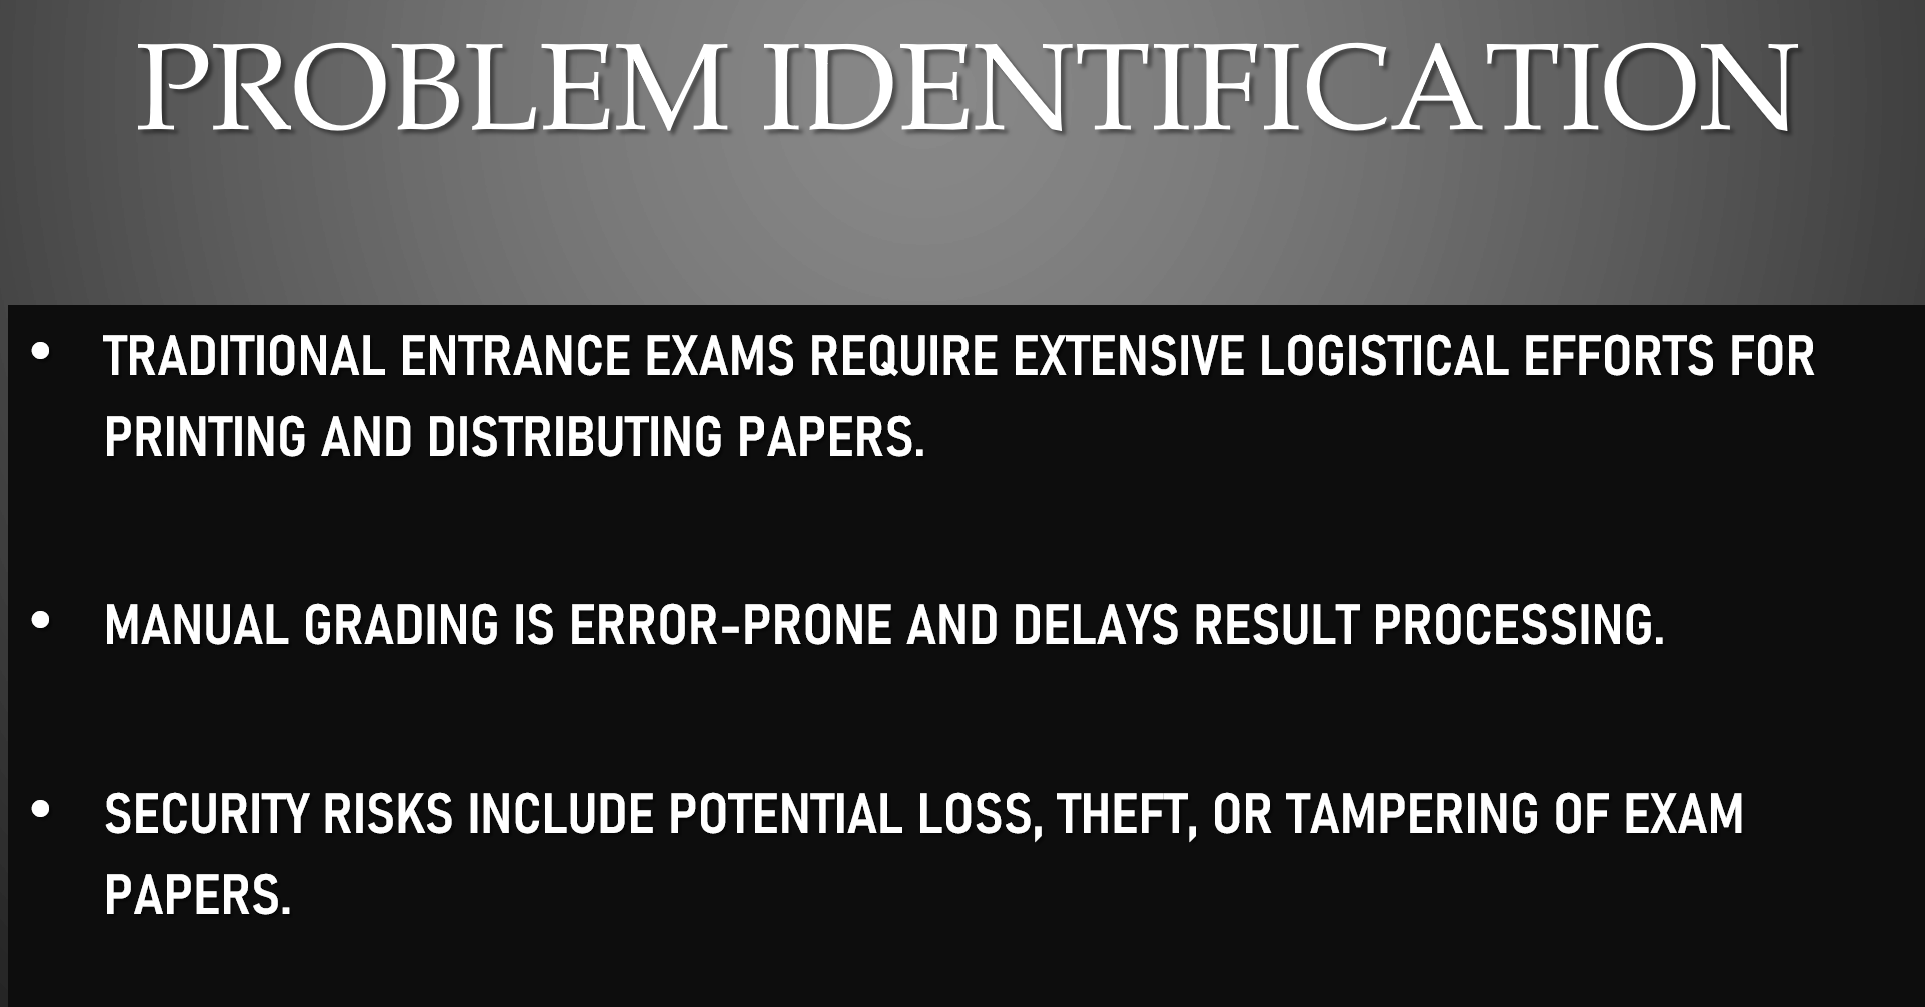 PROBLEM IDENTIFICATION
• TRADITIONAL ENTRANCE EXAMS REQUIRE EXTENSIVE LOGISTICAL EFFORTS FOR
PRINTING AND DISTRIBUTING PAPERS.
• MANUAL GRADING IS ERROR-PRONE AND DELAYS RESULT PROCESSING.
• SECURITY RISKS INCLUDE POTENTIAL LOSS, THEFT, OR TAMPERING OF EXAM
PAPERS.